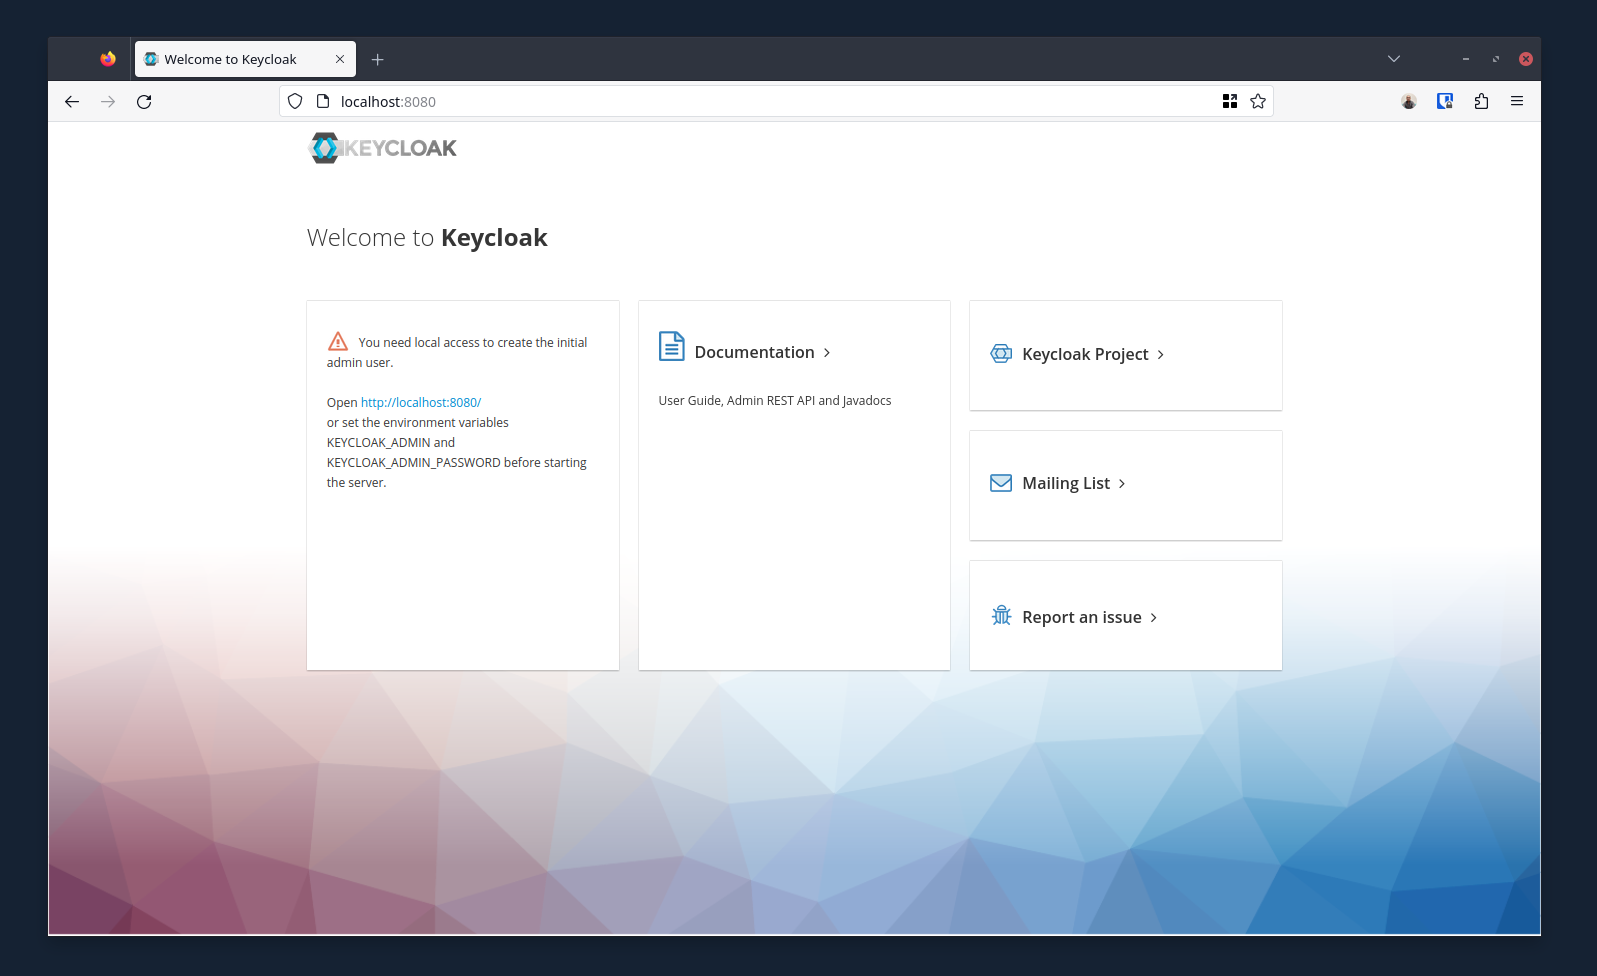 Welcome to Keycloak
localhost:8080
KEYCLOAK
Welcome to Keycloak
You need local access to create the initial
admin user.
Open http://localhost:8080/
or set the environment variables
KEYCLOAK_ADMIN and
KEYCLOAK_ADMIN_PASSWORD before starting
the server.
Documentation
User Guide, Admin REST API and Javadocs
Keycloak Project
Mailing List
Report an issue